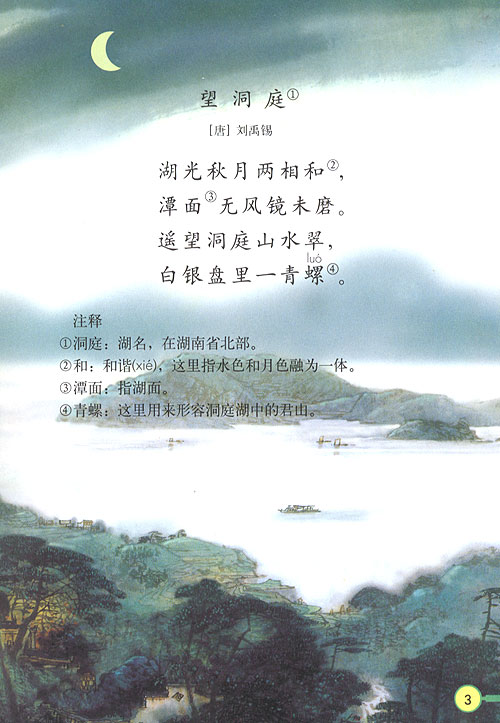 望洞庭①
[唐] 刘禹锡
湖光秋月两相和②，
潭面③无风镜未磨。
遥望洞庭山水翠，
luó
白银盘里一青螺④。
注释
①洞庭：湖名，在湖南省北部。
②和：和谐(xié)，这里指水色和月色融为一体。
③潭面：指湖面。
④青螺：这里用来形容洞庭湖中的君山。
3